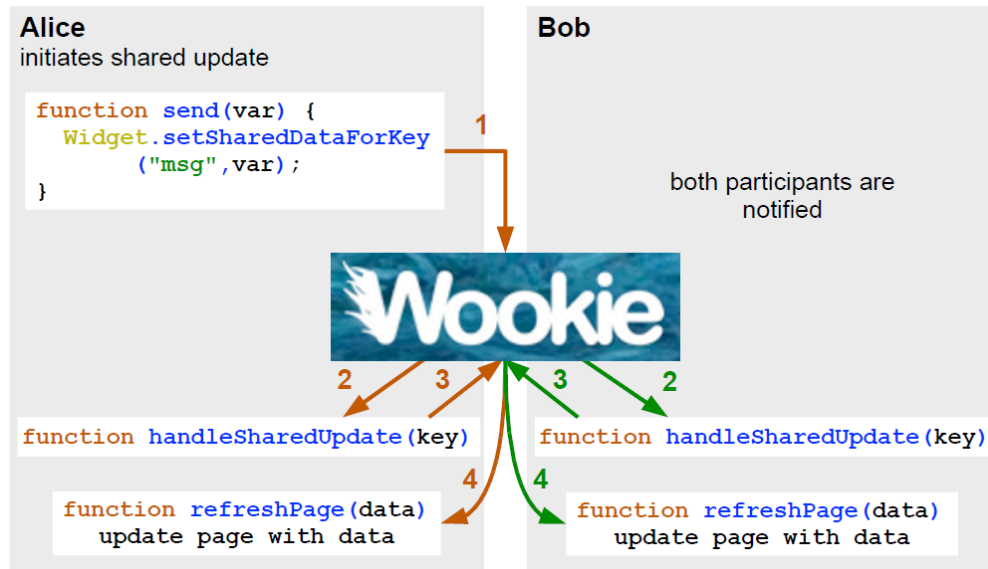 Alice
initiates shared update
function send(var) {
Widget.setSharedDataForKey
("msg",var);
}
1
Bob
both participants are
notified
Wookie
2
3
3
2
function handleSharedUpdate(key)
function handleSharedUpdate(key)
4
4
function refreshPage(data)
update page with data
function refreshPage(data)
update page with data